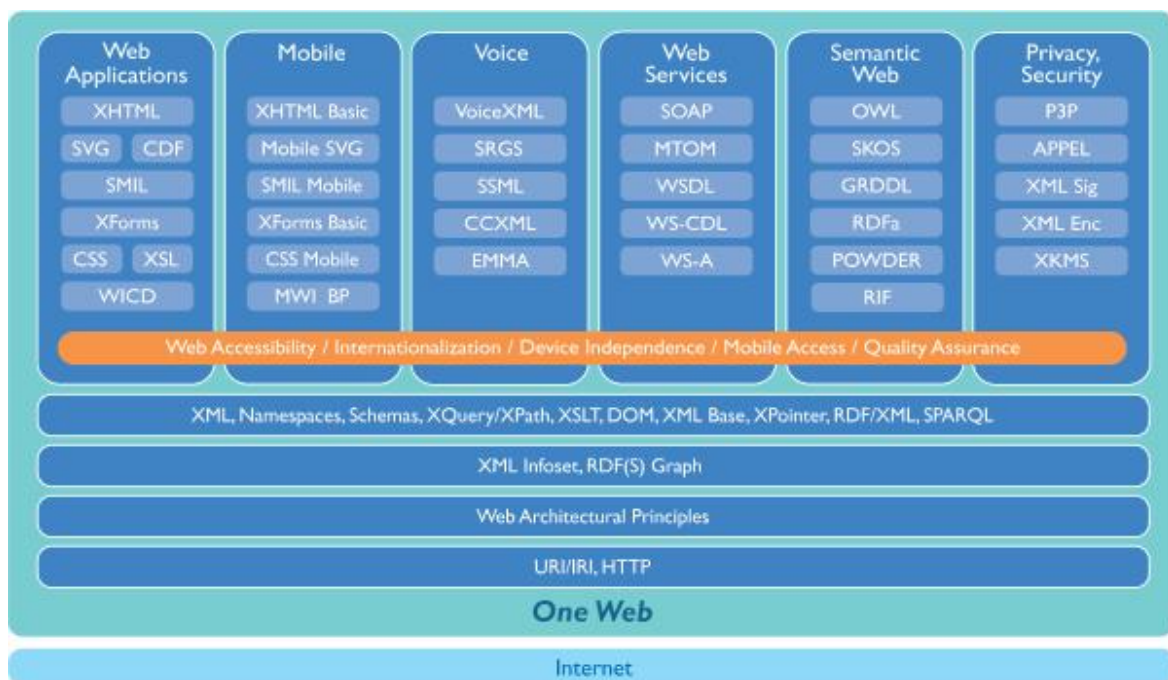 Web
Applications
XHTML
SVG CDF
SMIL
XForms
CSS XSL
WICD
Mobile
XHTML Basic
Mobile SVG
SMIL Mobile
XForms Basic
CSS Mobile
MWI BP
Voice
VoiceXML
SRGS
SSML
CCXML
EMMA
Web
Services
SOAP
MTOM
WSDL
WS-CDL
WS-A
Semantic
Web
OWL
SKOS
GRDDL
RDFa
POWDER
RIF
Privacy,
Security
P3P
APPEL
XML Sig
XML Enc
XKMS
Web Accessibility / Internationalization / Device Independence / Mobile Access / Quality Assurance
XML, Namespaces, Schemas, XQuery/XPath, XSLT, DOM, XML Base, XPointer, RDF/XML, SPARQL
XML Infoset, RDF(S) Graph
Web Architectural Principles
URI/IRI, HTTP
One Web
Internet